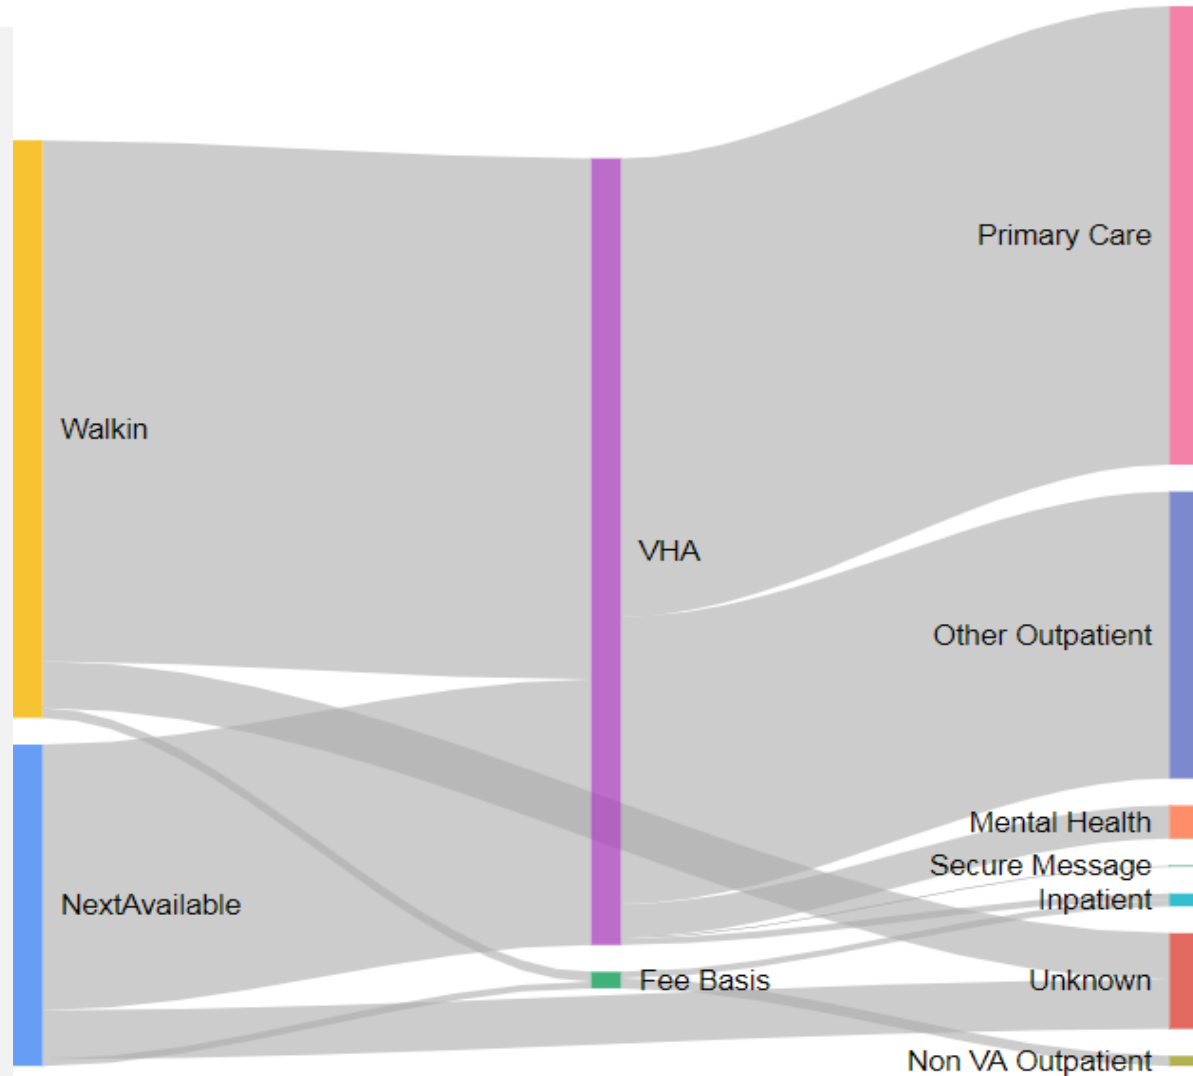 Primary Care
Walkin
VHA
Other Outpatient
Mental Health
Secure Message
Inpatient
NextAvailable
Fee Basis
Unknown
Non VA Outpatient